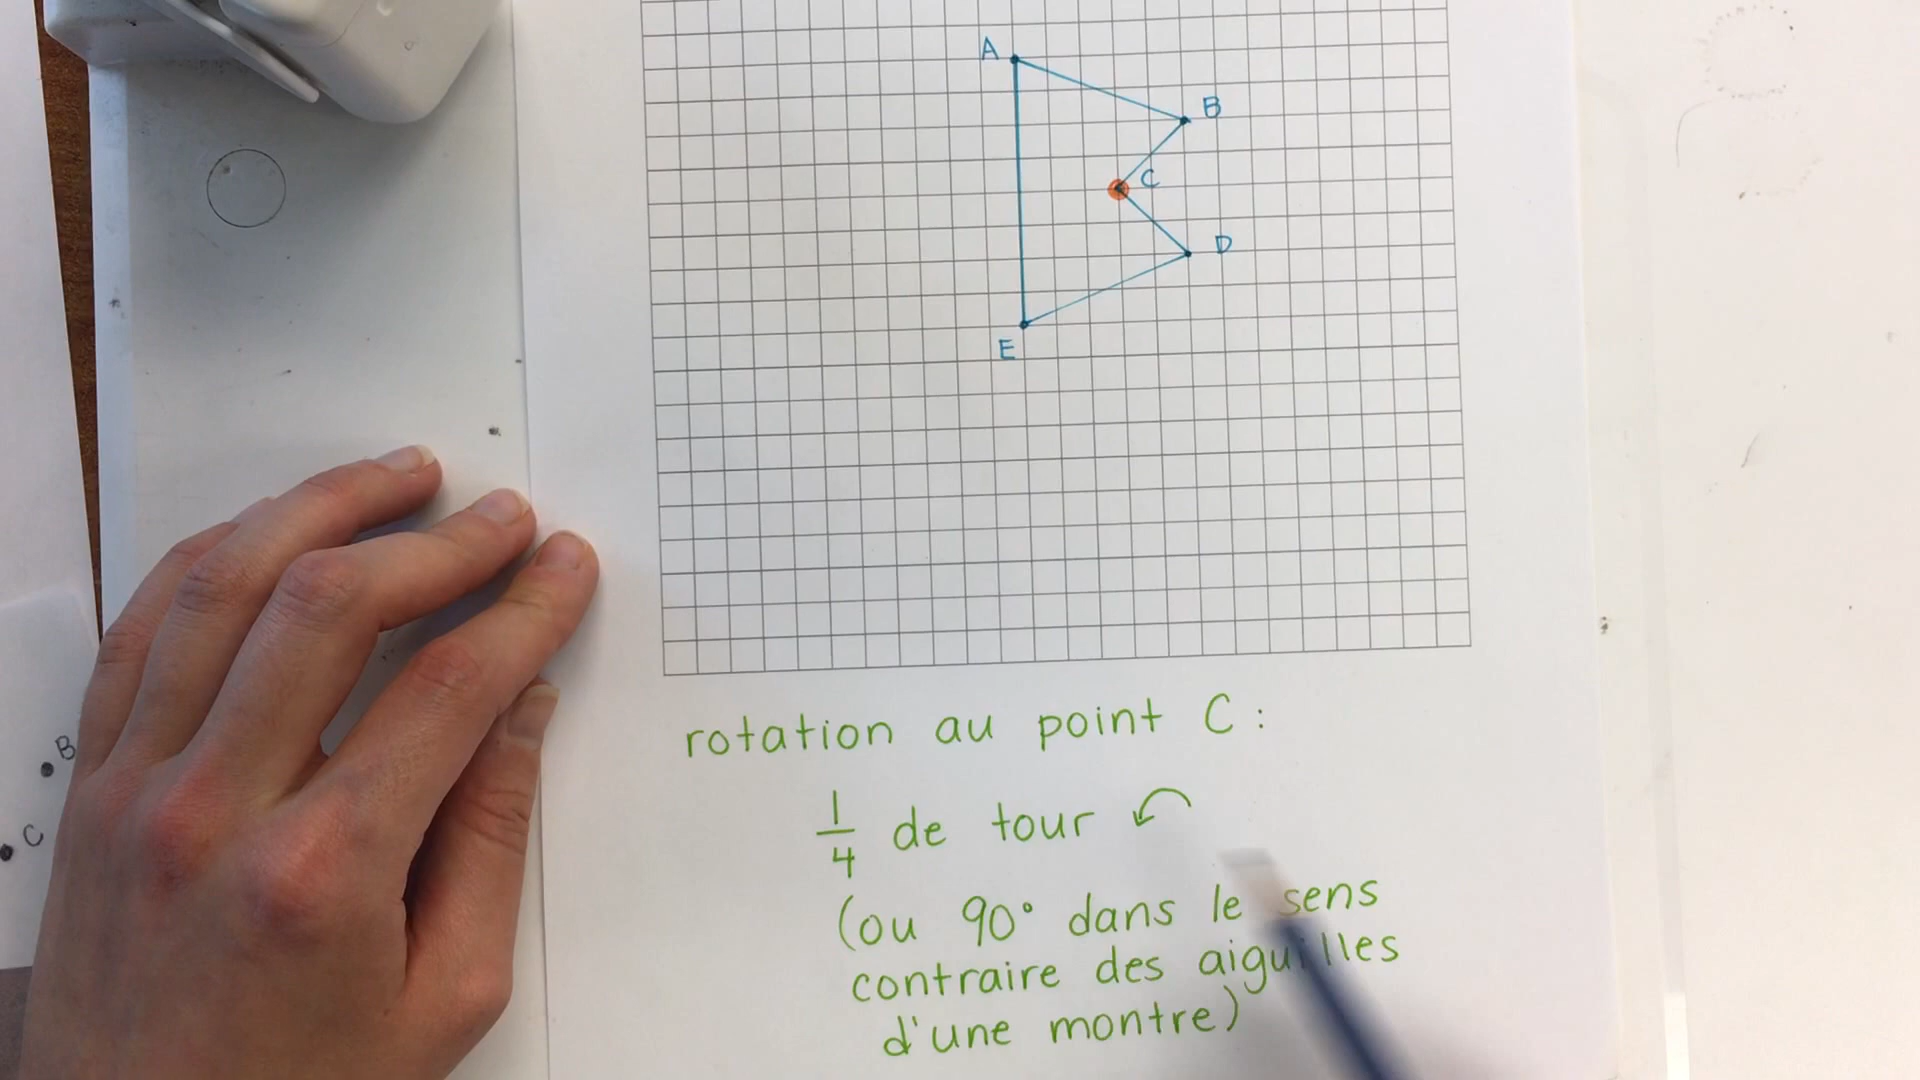 A
B
C
D
E
B
C
rotation au point C :
1/4 de tour ↶
(ou 90° dans le sens
contraire des aiguilles
d'une montre)